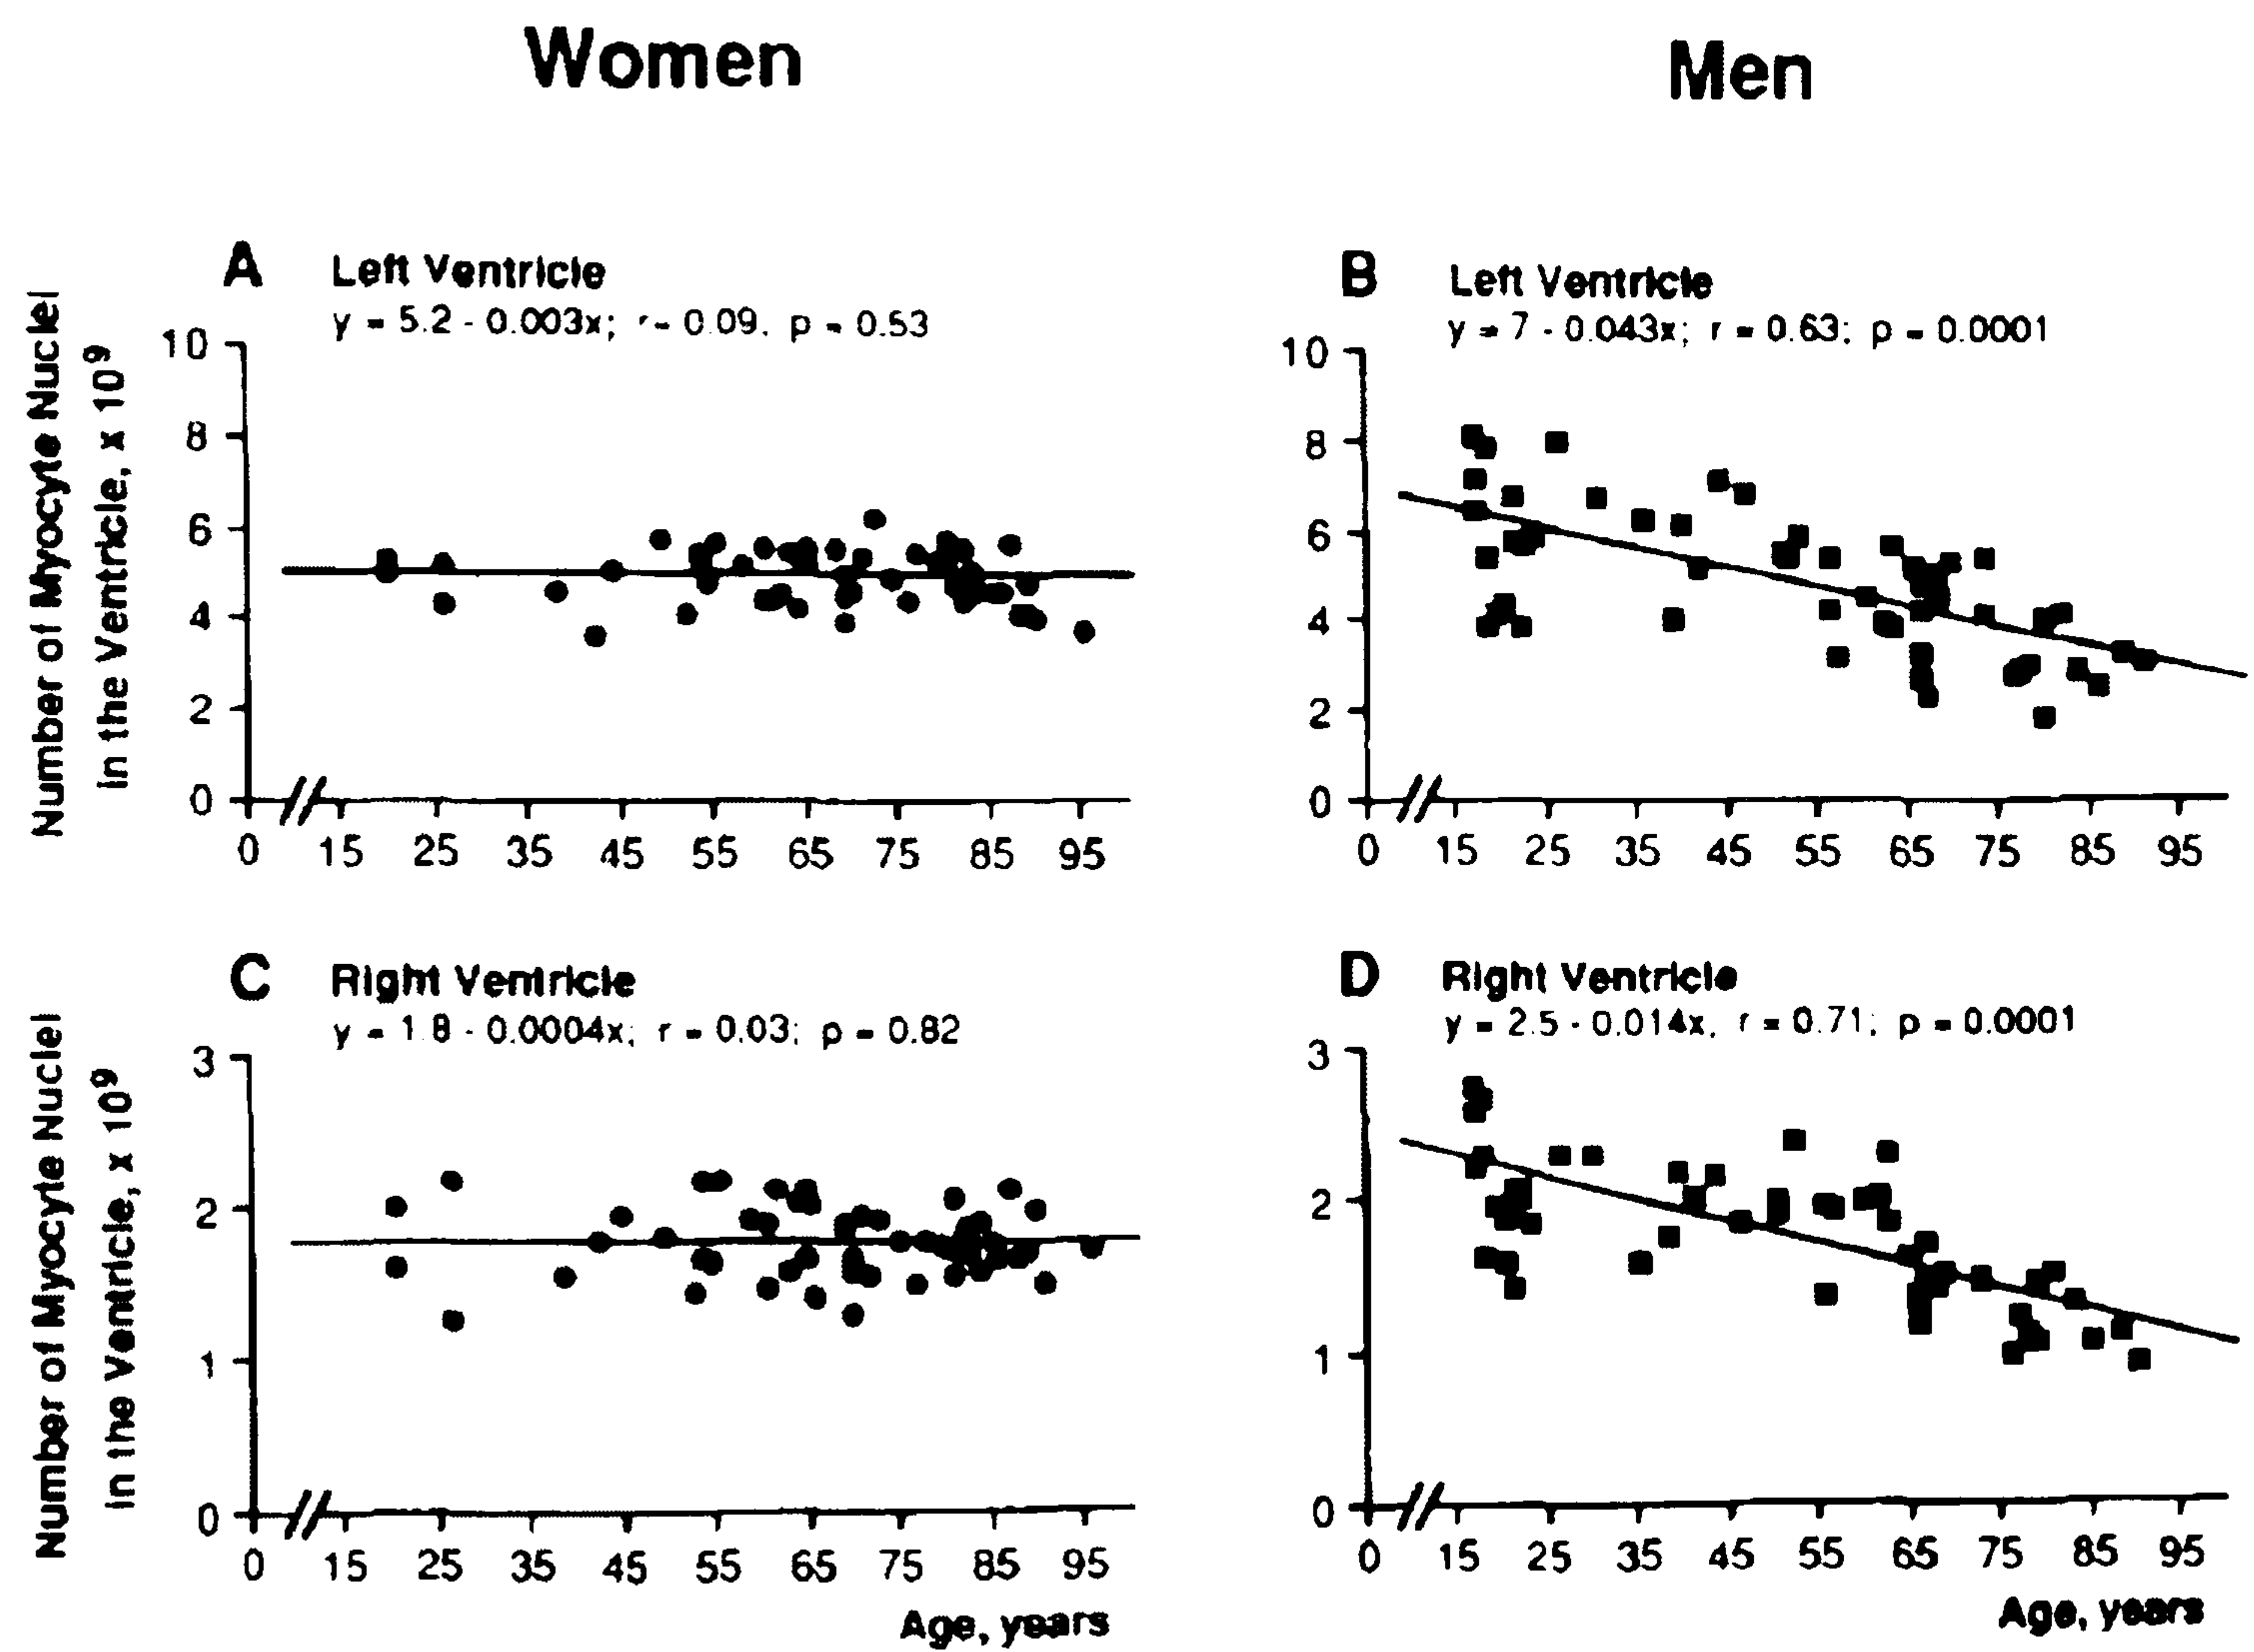 Women
Men
A Left Ventricle
y = 5.2 - 0.003x; r = 0.09. p = 0.53
Number of Myocyte Nuclei
in the Ventricle, x 10⁹
10
8
6
4
2
0
0 15 25 35 45 55 65 75 85 95
B Left Ventricle
y = 7 - 0.043x; r = 0.63; p = 0.0001
10
8
6
4
2
0
0 15 25 35 45 55 65 75 85 95
C Right Ventricle
y = 1.8 - 0.0004x; r = 0.03; p = 0.82
Number of Myocyte Nuclei
in the Ventricle, x 10⁹
3
2
1
0
0 15 25 35 45 55 65 75 85 95
Age, years
D Right Ventricle
y = 2.5 - 0.014x. r = 0.71; p = 0.0001
3
2
1
0
0 15 25 35 45 55 65 75 85 95
Age, years